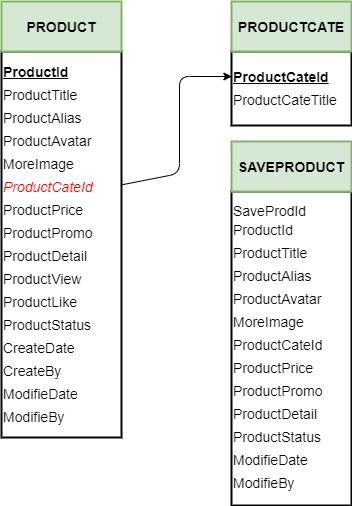 PRODUCT
ProductId
ProductTitle
ProductAlias
ProductAvatar
MoreImage
ProductCateId
ProductPrice
ProductPromo
ProductDetail
ProductView
ProductLike
ProductStatus
CreateDate
CreateBy
ModifieDate
ModifieBy
PRODUCTCATE
ProductCateId
ProductCateTitle
SAVEPRODUCT
SaveProdId
ProductId
ProductTitle
ProductAlias
ProductAvatar
MoreImage
ProductCateId
ProductPrice
ProductPromo
ProductDetail
ProductStatus
ModifieDate
ModifieBy